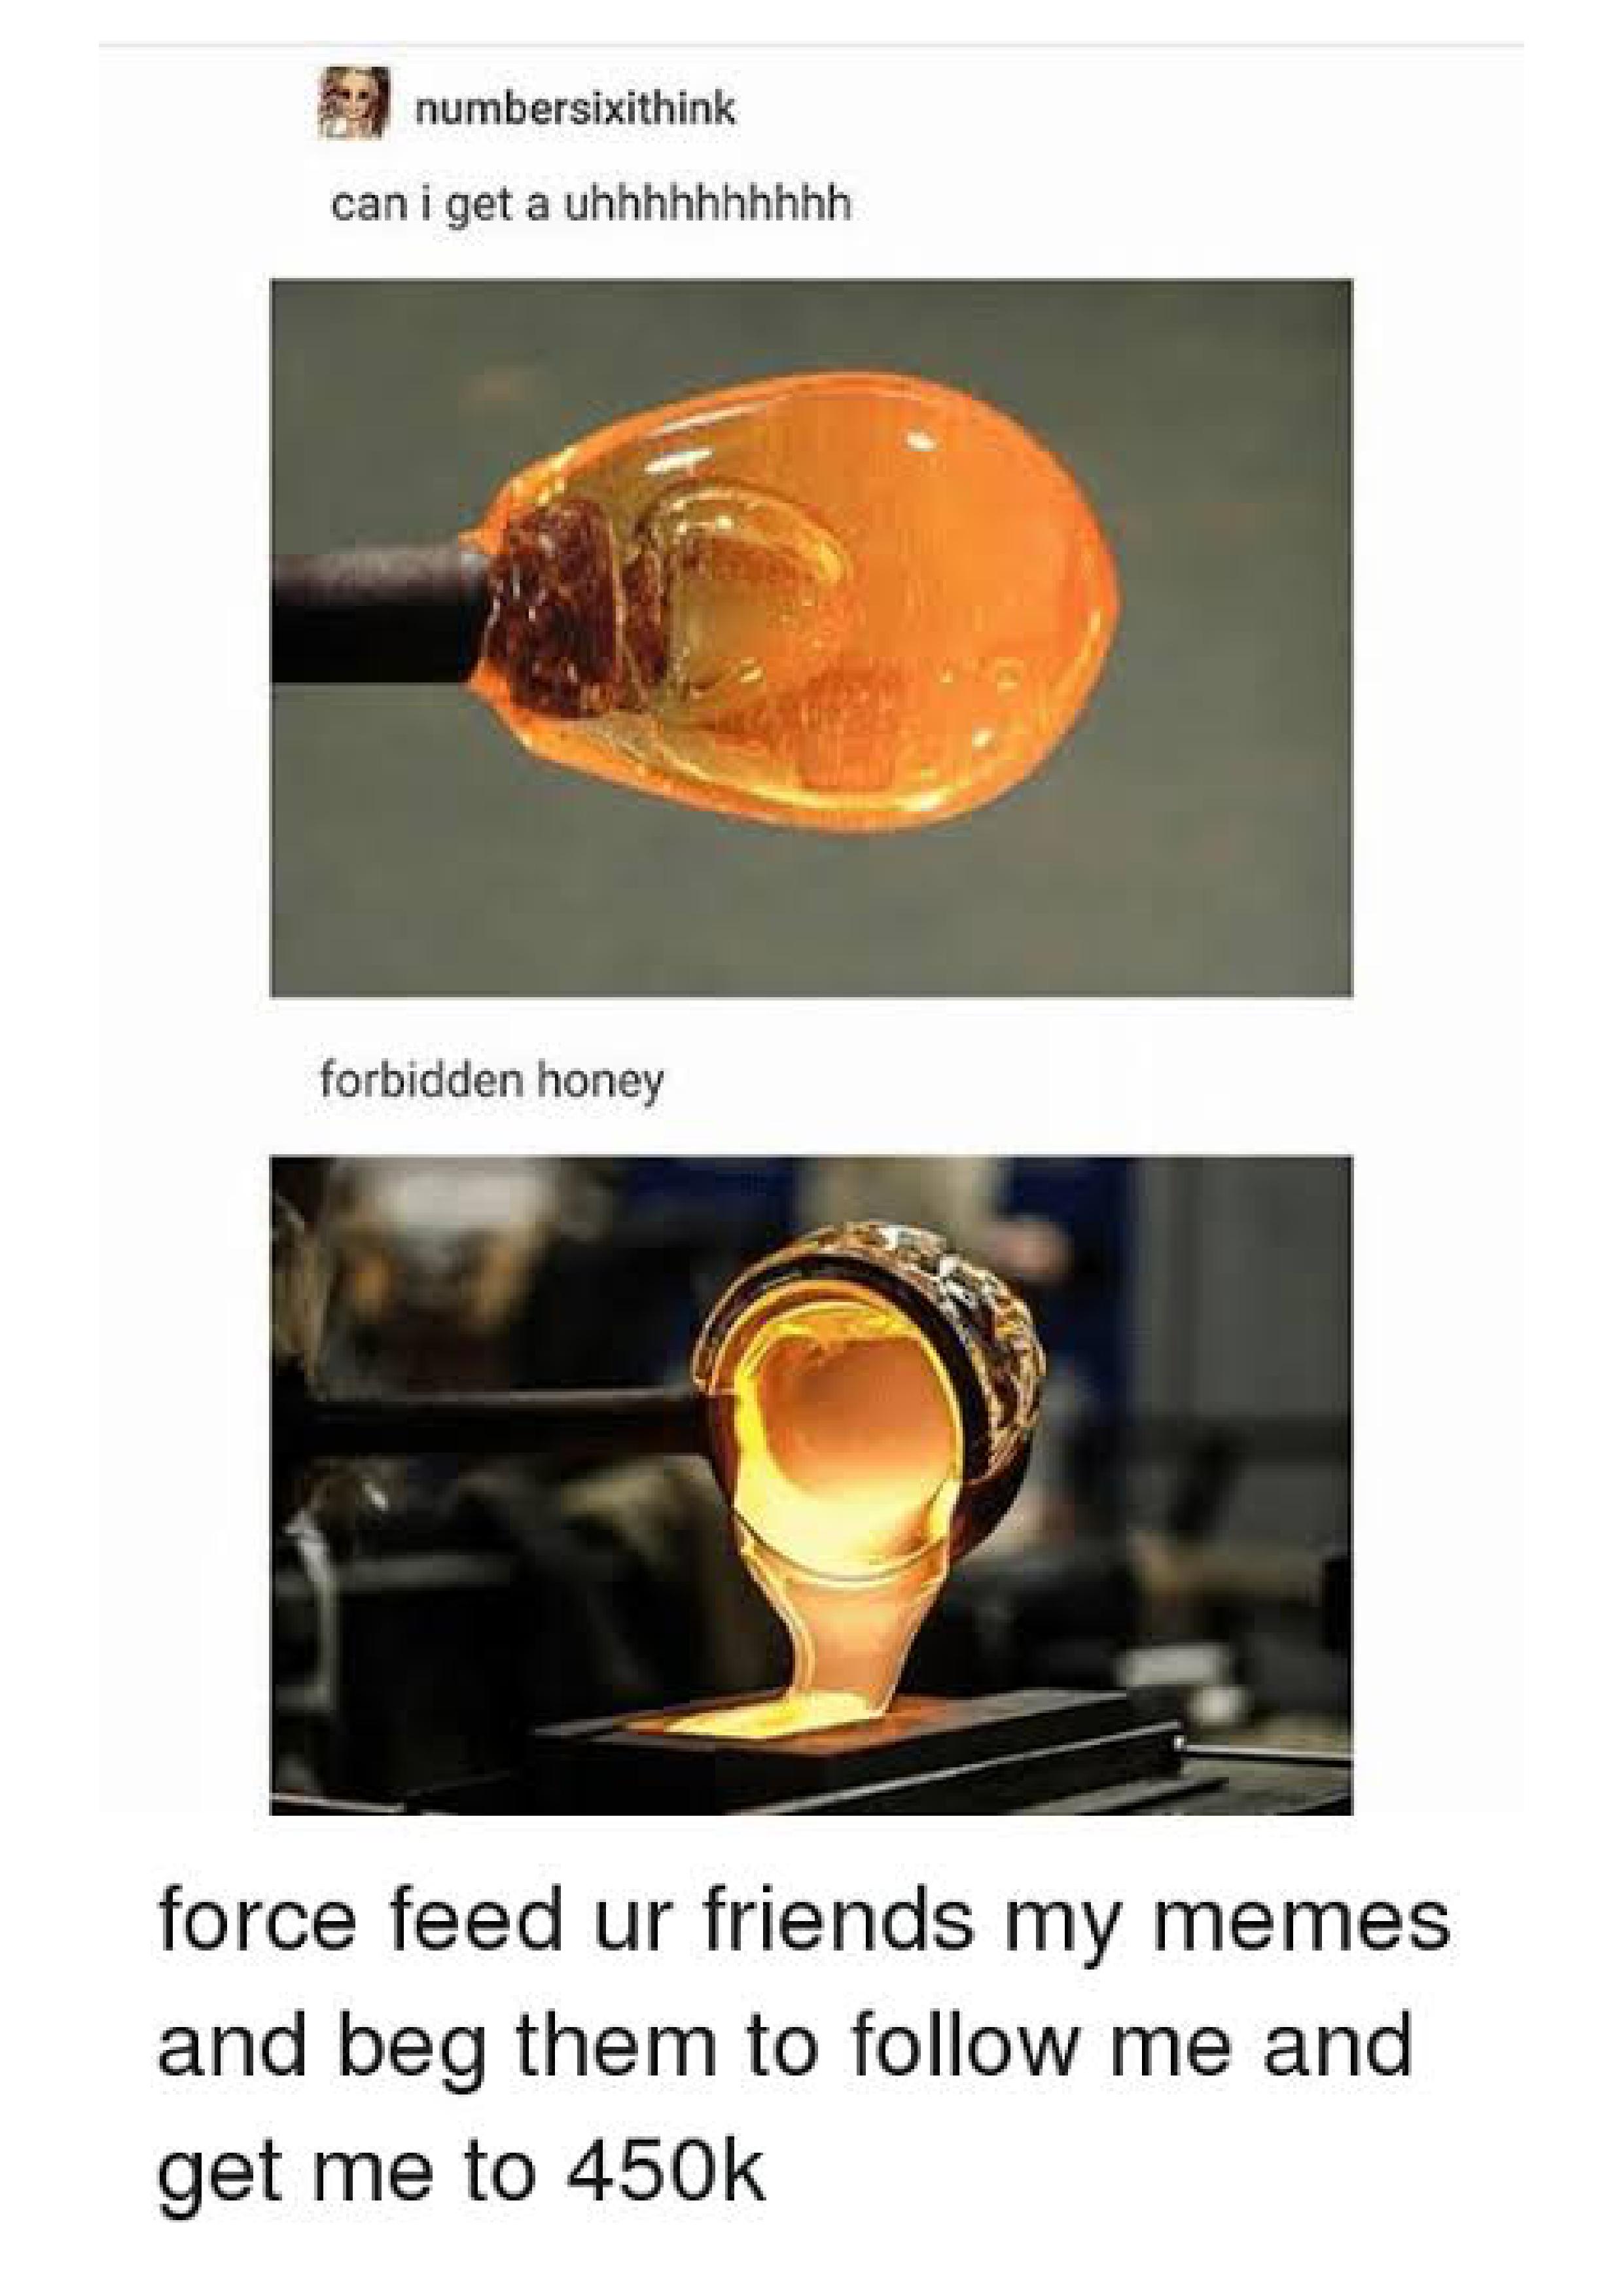 numbersixithink
can i get a uhhhhhhhhhhh
forbidden honey
force feed ur friends my memes
and beg them to follow me and
get me to 450k